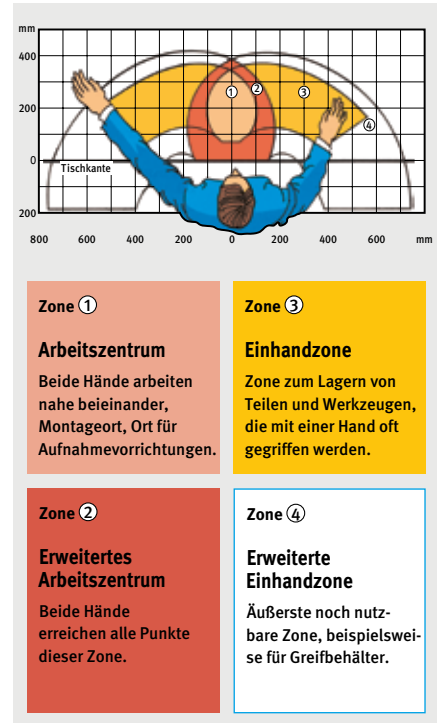 mm
400
200
0
200
Tischkante
1
2
3
4
800 600 400 200 0 200 400 600 mm
Zone 1
Arbeitszentrum
Beide Hände arbeiten
nahe beieinander,
Montageort, Ort für
Aufnahmevorrichtungen.
Zone 3
Einhandzone
Zone zum Lagern von
Teilen und Werkzeugen,
die mit einer Hand oft
gegriffen werden.
Zone 2
Erweitertes
Arbeitszentrum
Beide Hände
erreichen alle Punkte
dieser Zone.
Zone 4
Erweiterte
Einhandzone
Äußerste noch nutz-
bare Zone, beispielswei-
se für Greifbehälter.